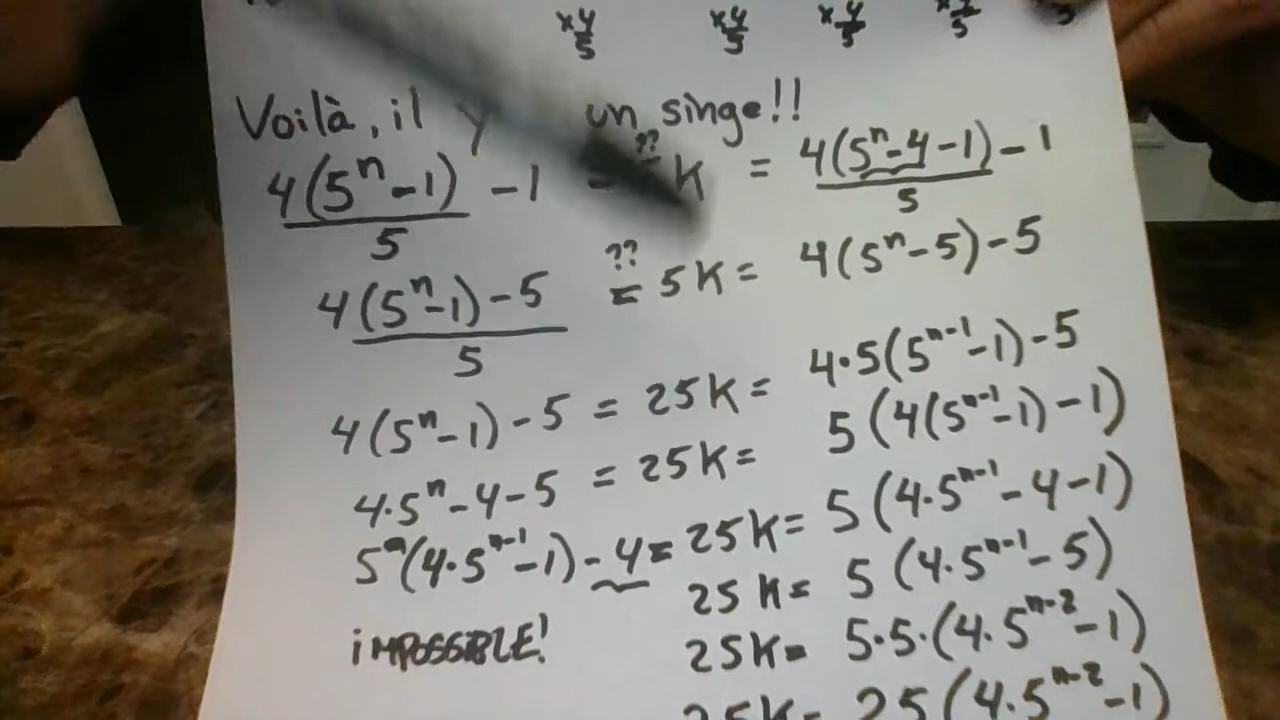 ×4/5 ×4/5 ×4/5
Voilà, il y un singe!!
4(5ⁿ-1)/5 -1 ??= K = 4(5ⁿ-4-1)/5 -1
(4(5ⁿ-1)-5)/5 ??= 5K = 4(5ⁿ-5)-5
4(5ⁿ-1)-5 = 25K = 4·5(5ⁿ⁻¹-1)-5
4·5ⁿ-4-5 = 25K = 5(4(5ⁿ⁻¹-1)-1)
5(4·5ⁿ⁻¹-1)-4 = 25K = 5(4·5ⁿ⁻¹-4-1)
25K = 5(4·5ⁿ⁻¹-5)
iMPOSSIBLE! 25K = 5·5·(4·5ⁿ⁻²-1)
25K = 25(4·5ⁿ⁻²-1)